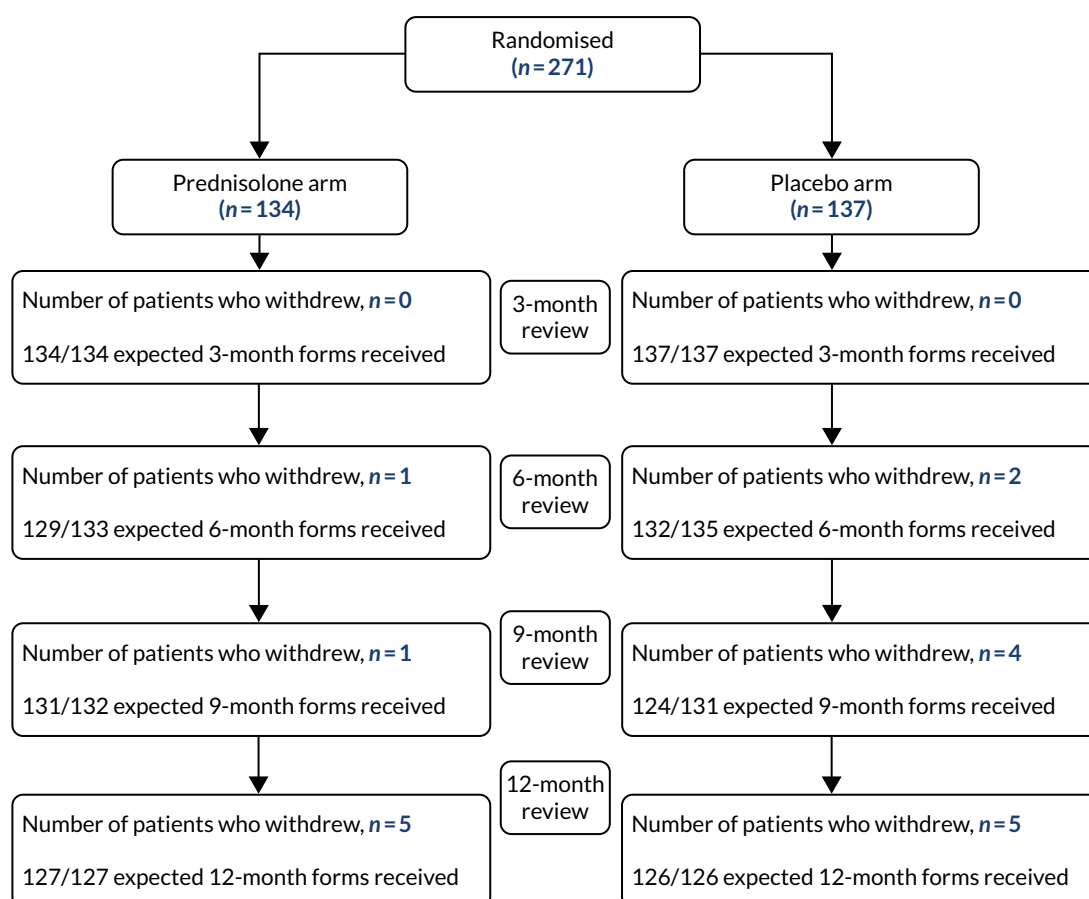 Randomised
(n=271)
Prednisolone arm
(n=134)
Placebo arm
(n=137)
Number of patients who withdrew, n=0
134/134 expected 3-month forms received
3-month
review
Number of patients who withdrew, n=0
137/137 expected 3-month forms received
Number of patients who withdrew, n=1
129/133 expected 6-month forms received
6-month
review
Number of patients who withdrew, n=2
132/135 expected 6-month forms received
Number of patients who withdrew, n=1
131/132 expected 9-month forms received
9-month
review
Number of patients who withdrew, n=4
124/131 expected 9-month forms received
Number of patients who withdrew, n=5
127/127 expected 12-month forms received
12-month
review
Number of patients who withdrew, n=5
126/126 expected 12-month forms received